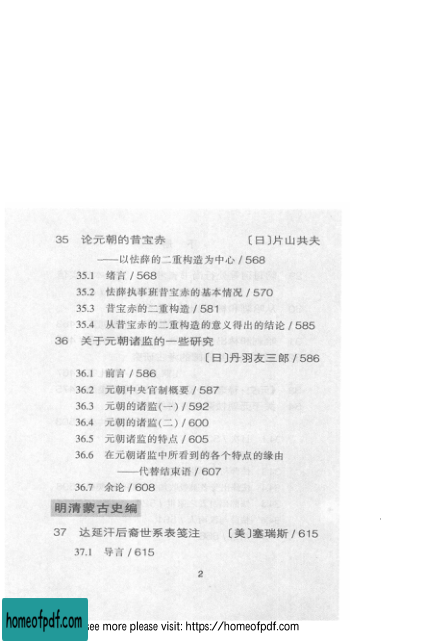 35 论元朝的昔宝赤 〔日〕片山共夫
——以怯薛的二重构造为中心 / 568
35.1 绪言 / 568
35.2 怯薛执事班昔宝赤的基本情况 / 570
35.3 昔宝赤的二重构造 / 581
35.4 从昔宝赤的二重构造的意义得出的结论 / 585
36 关于元朝诸监的一些研究
〔日〕丹羽友三郎 / 586
36.1 前言 / 586
36.2 元朝中央官制概要 / 587
36.3 元朝的诸监(一) / 592
36.4 元朝的诸监(二) / 600
36.5 元朝诸监的特点 / 605
36.6 在元朝诸监中所看到的各个特点的缘由
——代替结束语 / 607
36.7 余论 / 608
明清蒙古史编
37 达延汗后裔世系表笺注 〔美〕塞瑞斯 / 615
37.1 导言 / 615
2
homeofpdf.com
see more please visit: https://homeofpdf.com